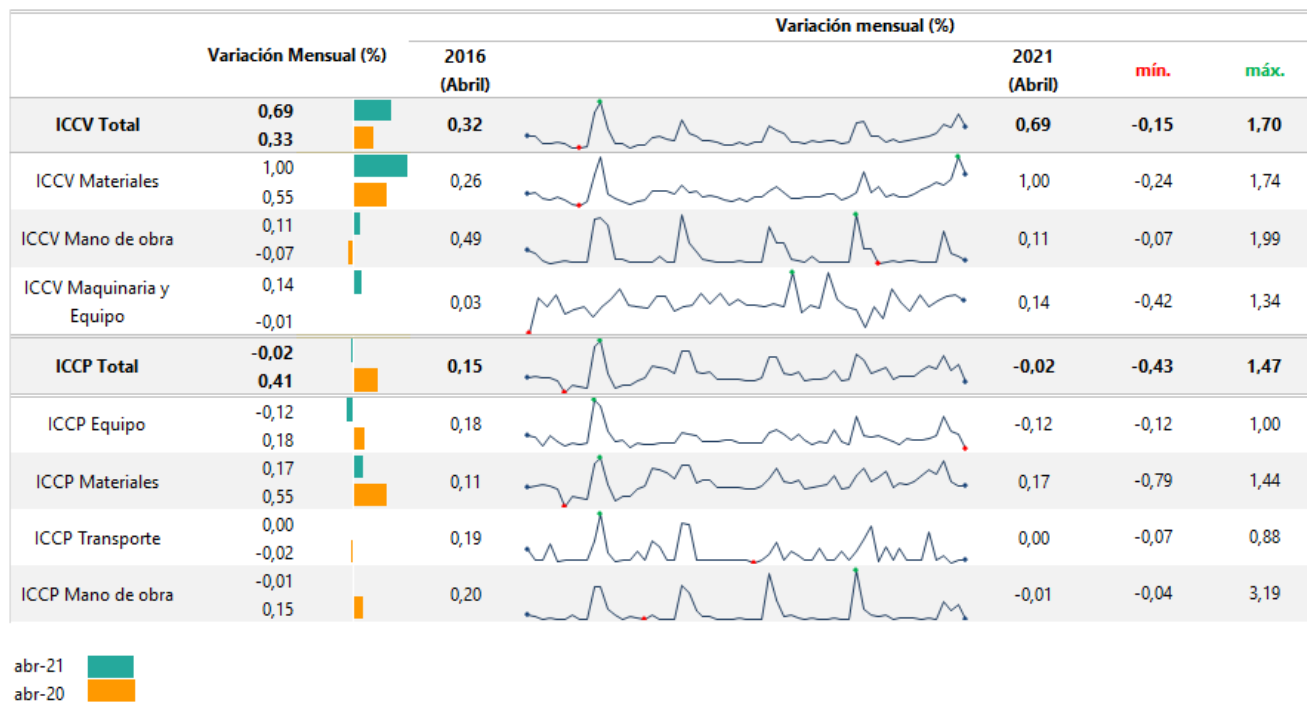 Variación mensual (%)
Variación Mensual (%) 2016 (Abril) 2021 (Abril) mín. máx.
ICCV Total 0,69 0,33 0,32 0,69 -0,15 1,70
ICCV Materiales 1,00 0,55 0,26 1,00 -0,24 1,74
ICCV Mano de obra 0,11 -0,07 0,49 0,11 -0,07 1,99
ICCV Maquinaria y Equipo 0,14 -0,01 0,03 0,14 -0,42 1,34
ICCP Total -0,02 0,41 0,15 -0,02 -0,43 1,47
ICCP Equipo -0,12 0,18 0,18 -0,12 -0,12 1,00
ICCP Materiales 0,17 0,55 0,11 0,17 -0,79 1,44
ICCP Transporte 0,00 -0,02 0,19 0,00 -0,07 0,88
ICCP Mano de obra -0,01 0,15 0,20 -0,01 -0,04 3,19
abr-21
abr-20